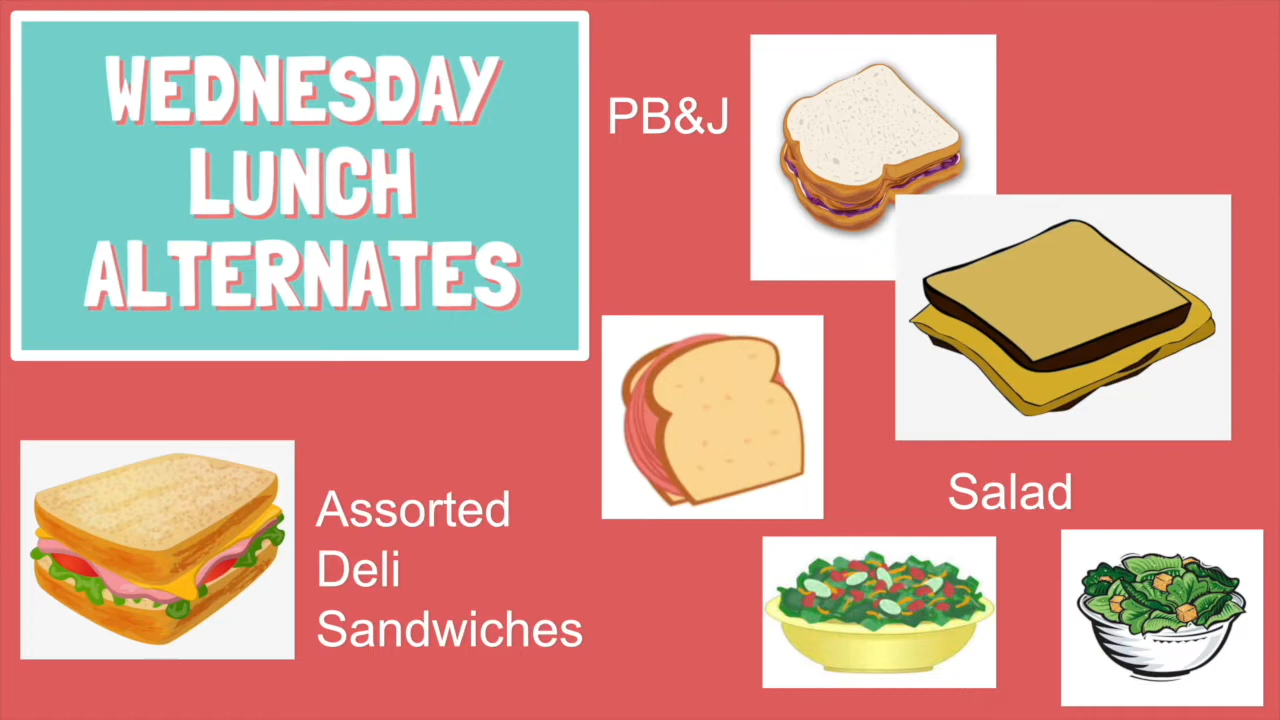 WEDNESDAY
LUNCH
ALTERNATES
PB&J
Assorted
Deli
Sandwiches
Salad